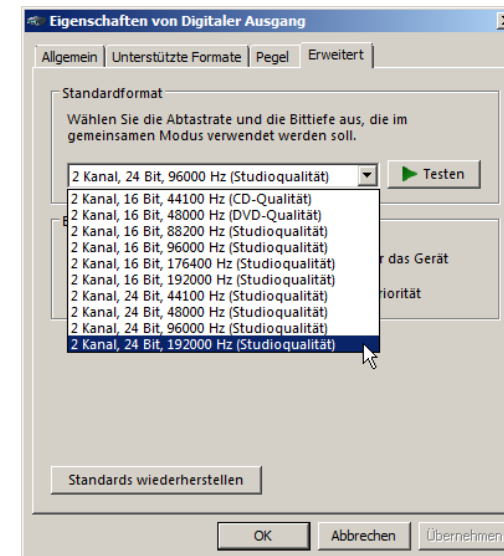 Eigenschaften von Digitaler Ausgang
Allgemein Unterstützte Formate Pegel Erweitert
Standardformat
Wählen Sie die Abtastrate und die Bittiefe aus, die im
gemeinsamen Modus verwendet werden soll.
2 Kanal, 24 Bit, 96000 Hz (Studioqualität) Testen
2 Kanal, 16 Bit, 44100 Hz (CD-Qualität)
2 Kanal, 16 Bit, 48000 Hz (DVD-Qualität)
2 Kanal, 16 Bit, 88200 Hz (Studioqualität)
2 Kanal, 16 Bit, 96000 Hz (Studioqualität)
2 Kanal, 16 Bit, 176400 Hz (Studioqualität)
2 Kanal, 16 Bit, 192000 Hz (Studioqualität)
2 Kanal, 24 Bit, 44100 Hz (Studioqualität)
2 Kanal, 24 Bit, 48000 Hz (Studioqualität)
2 Kanal, 24 Bit, 96000 Hz (Studioqualität)
2 Kanal, 24 Bit, 192000 Hz (Studioqualität)
das Gerät
Standards wiederherstellen
OK Abbrechen Übernehmen